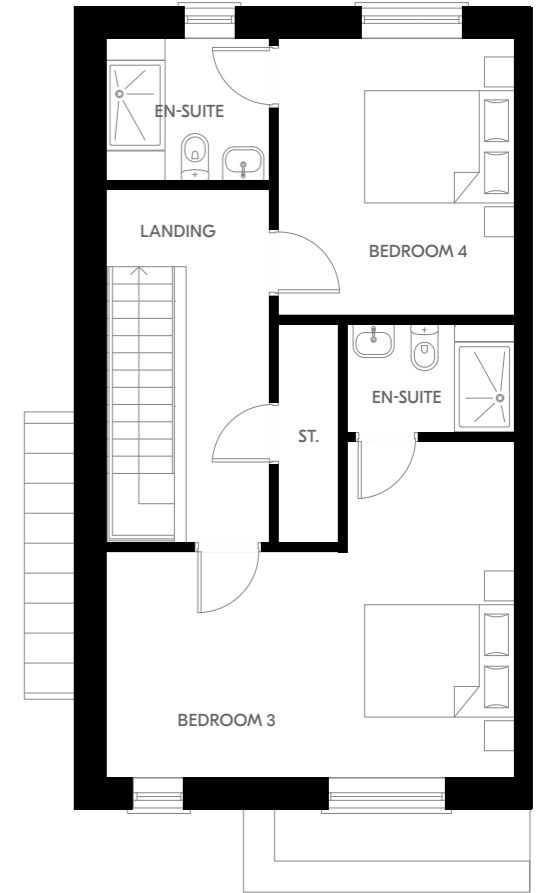 EN-SUITE
LANDING
BEDROOM 4
EN-SUITE
ST.
BEDROOM 3